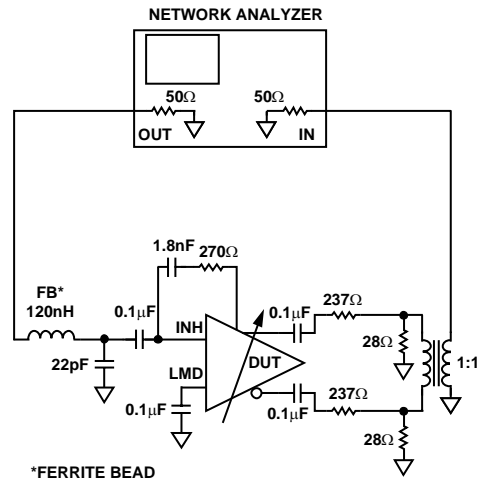 NETWORK ANALYZER
50Ω
50Ω
OUT
IN
1.8nF
270Ω
FB*
120nH
0.1μF
INH
0.1μF
237Ω
28Ω
1:1
22pF
LMD
DUT
0.1μF
0.1μF
237Ω
28Ω
*FERRITE BEAD